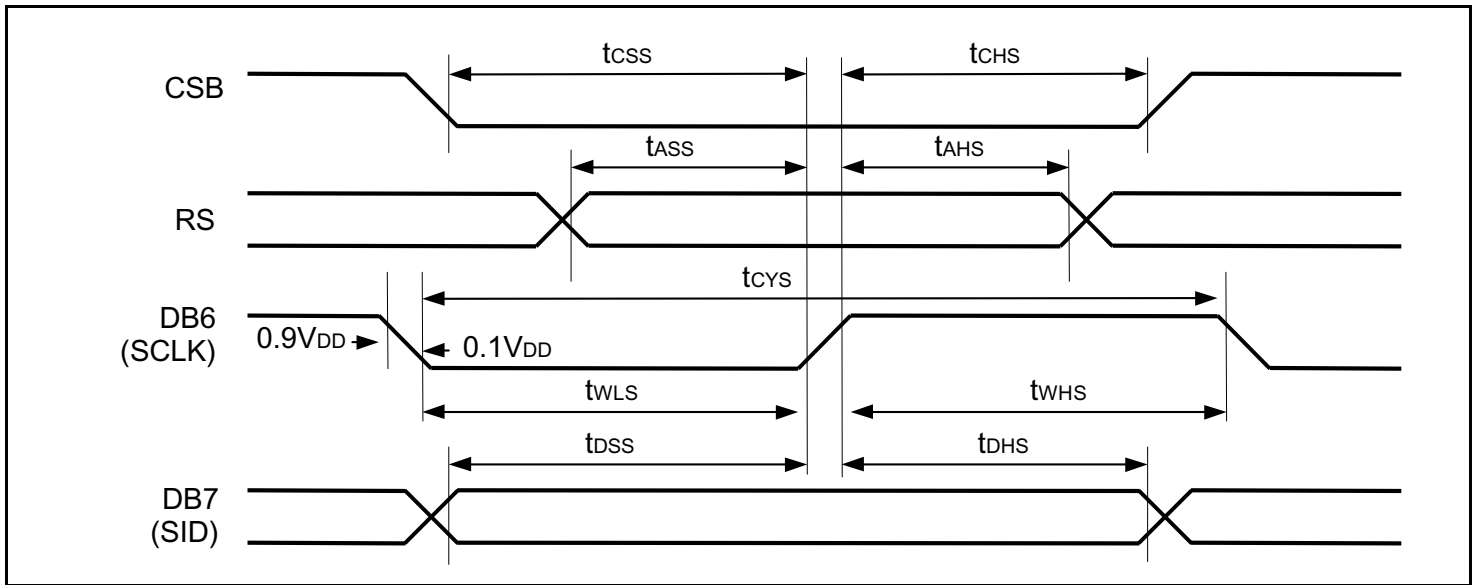 tCSS
tCHS
CSB
tASS
tAHS
RS
tCYS
DB6
(SCLK)
0.9VDD
0.1VDD
tWLS
tWHS
tDSS
tDHS
DB7
(SID)